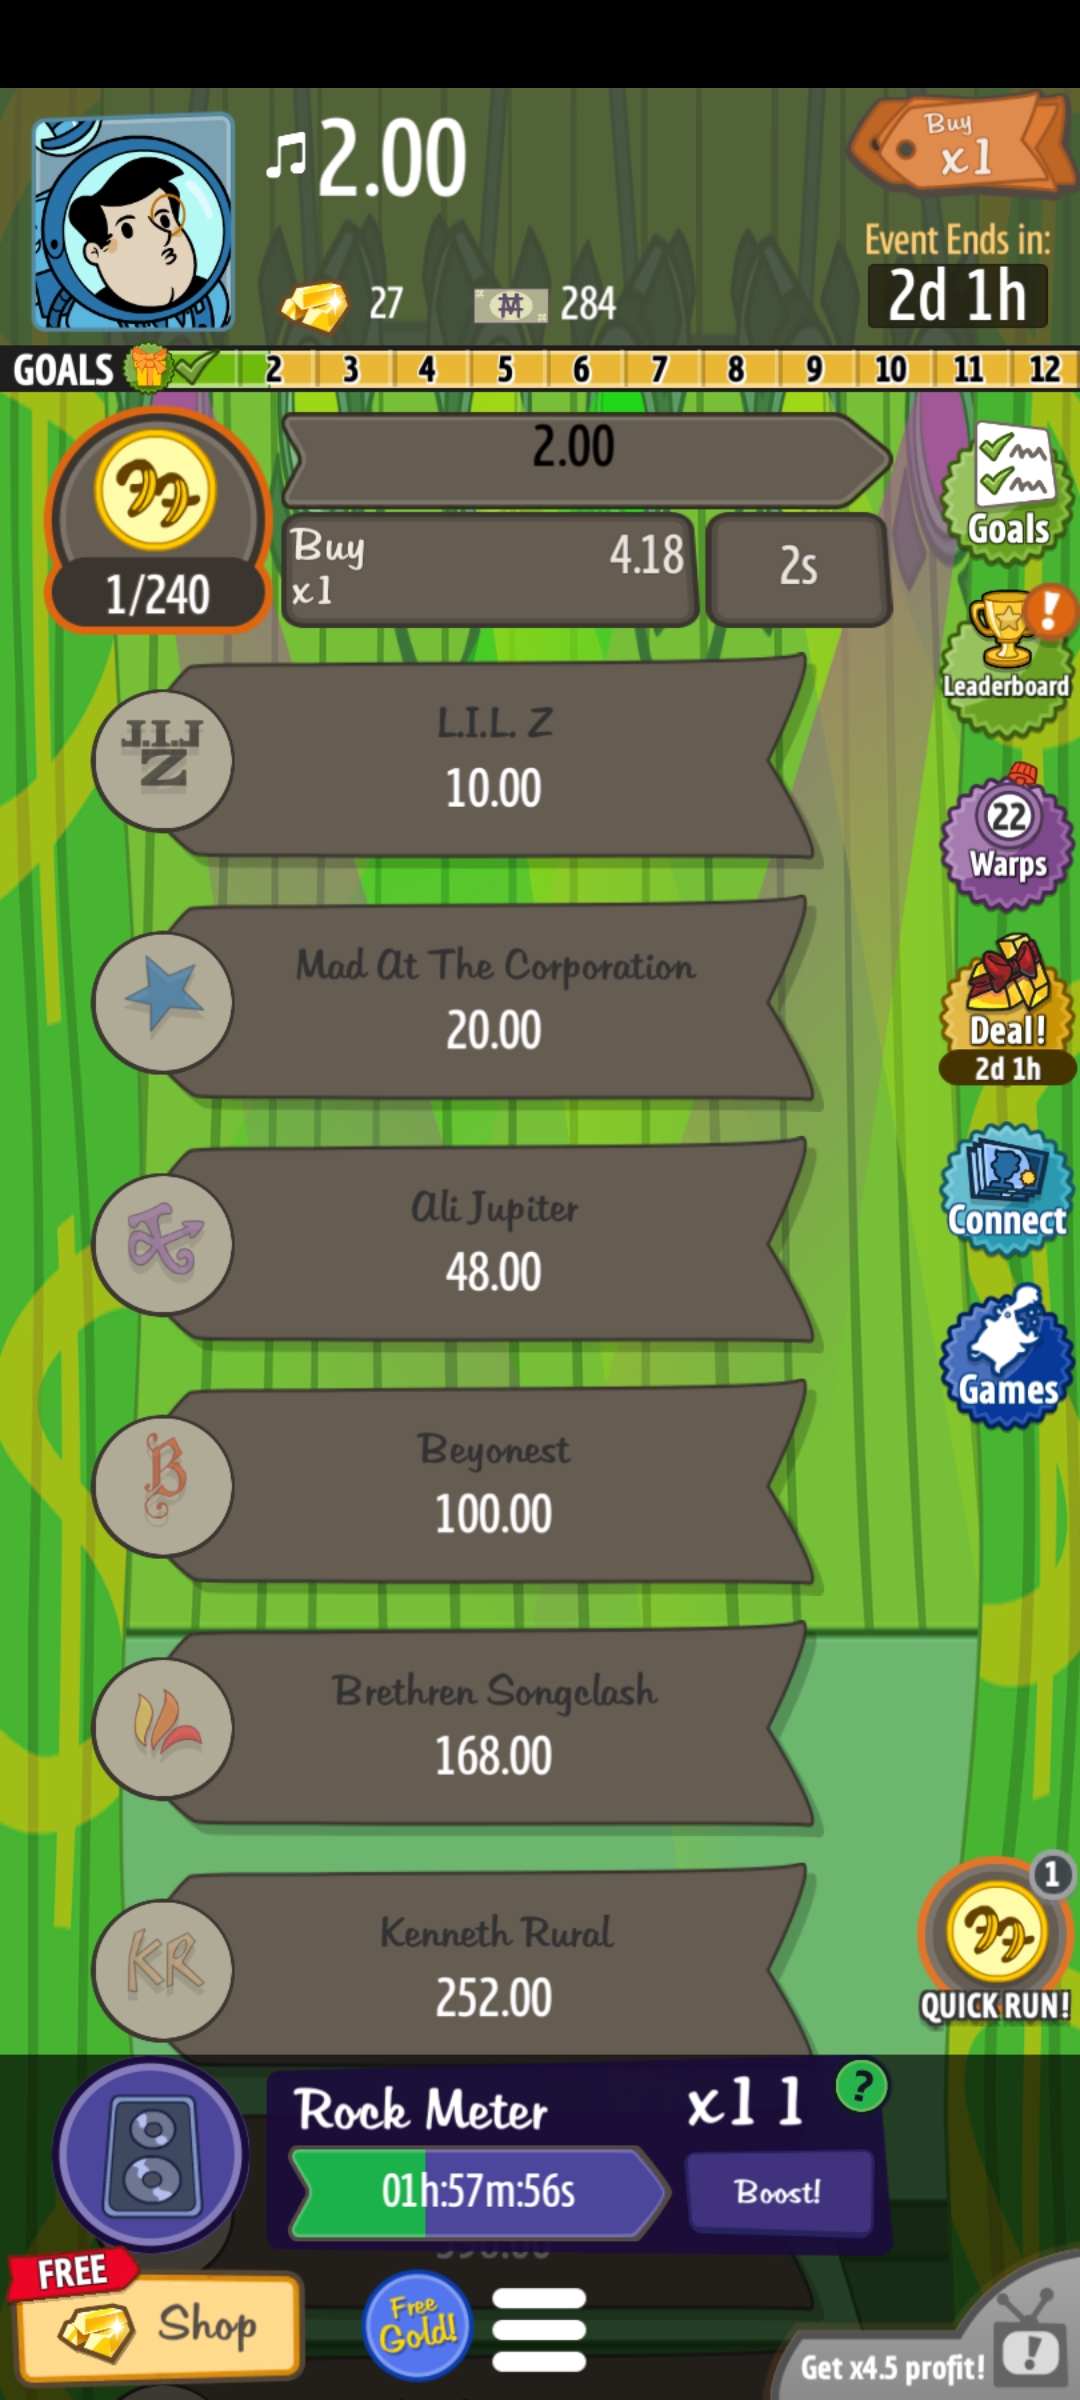 2.00
Buy
x1
Event Ends in:
2d 1h
27
284
GOALS 2 3 4 5 6 7 8 9 10 11 12
2.00
Buy
x1
4.18
2s
1/240
Goals
Leaderboard
!
L.I.L. Z
10.00
L.I.L
Z
22
Warps
Mad At The Corporation
20.00
Deal!
2d 1h
Ali Jupiter
48.00
Connect
Beyonest
100.00
B
Games
Brethren Songclash
168.00
Kenneth Rural
252.00
KR
1
QUICK RUN!
Rock Meter
x11
?
01h:57m:56s
Boost!
FREE
Shop
Free
Gold!
Get x4.5 profit!
!